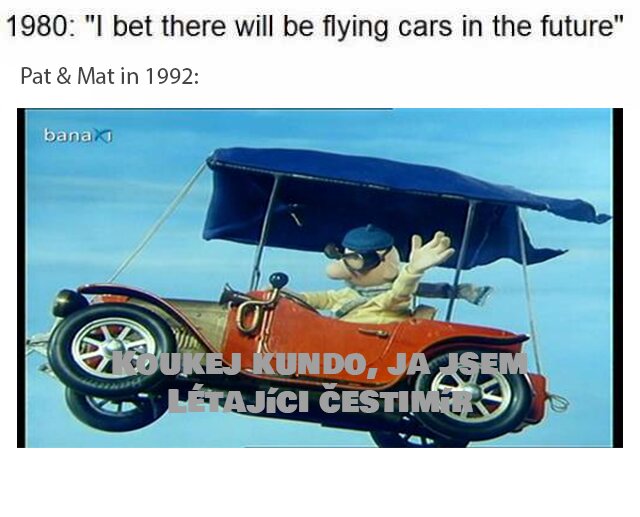 1980: "I bet there will be flying cars in the future"
Pat & Mat in 1992:
bana
KOUKEJ KUNDO, JA JSEM
LÉTAJíCI ČESTIMíR